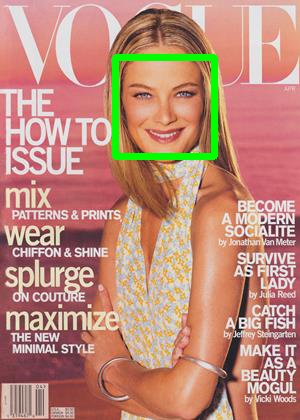 VOGUE
APR
THE
HOW TO
ISSUE
mix
PATTERNS & PRINTS
wear
CHIFFON & SHINE
splurge
ON COUTURE
maximize
THE NEW
MINIMAL STYLE
BECOME
A MODERN
SOCIALITE
by Jonathan Van Meter
SURVIVE
AS FIRST
LADY
by Julia Reed
CATCH
A BIG FISH
by Jeffrey Steingarten
MAKE IT
AS A
BEAUTY
MOGUL
by Vicki Woods